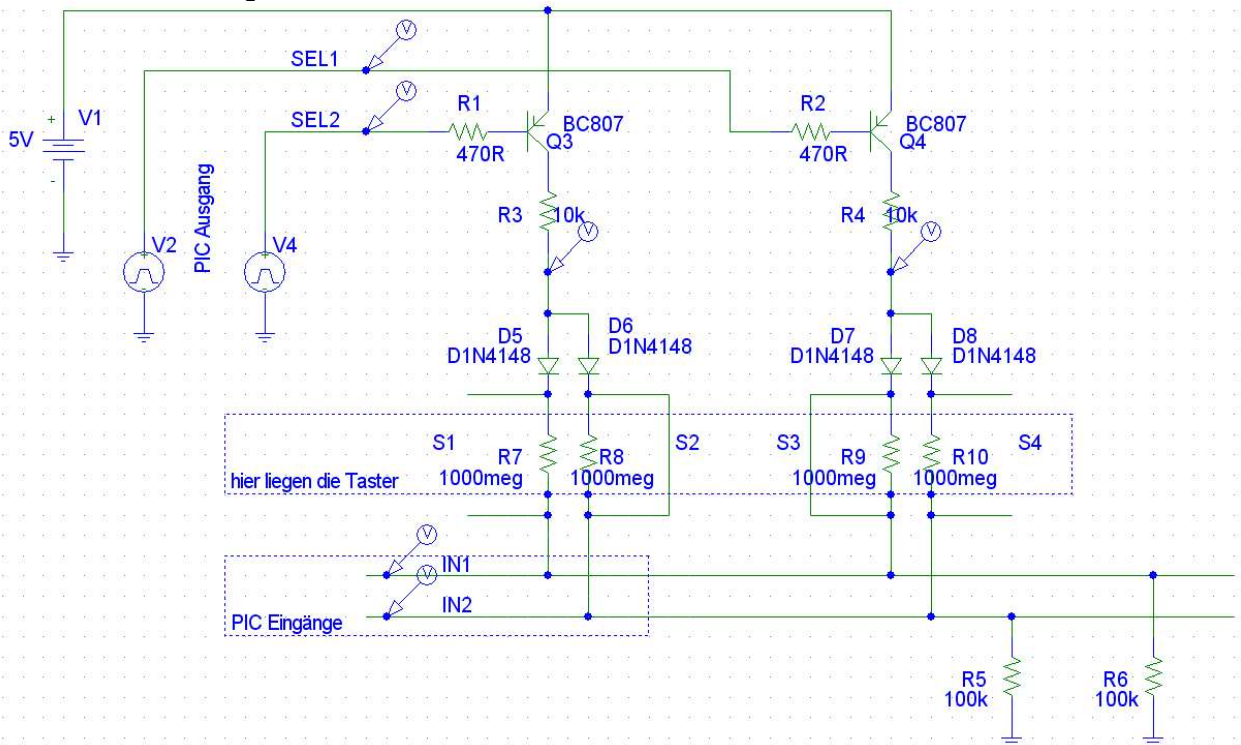 SEL1
SEL2
+
V1
5V
-
R1
470R
BC807
Q3
R2
470R
BC807
Q4
PIC Ausgang
V2
V4
+
-
+
-
R3
10k
R4
10k
V
V
V
V
D5
D1N4148
D6
D1N4148
D7
D1N4148
D8
D1N4148
S1
R7
1000meg
R8
1000meg
S2
S3
R9
1000meg
R10
1000meg
S4
hier liegen die Taster
V
IN1
V
IN2
PIC Eingänge
R5
100k
R6
100k